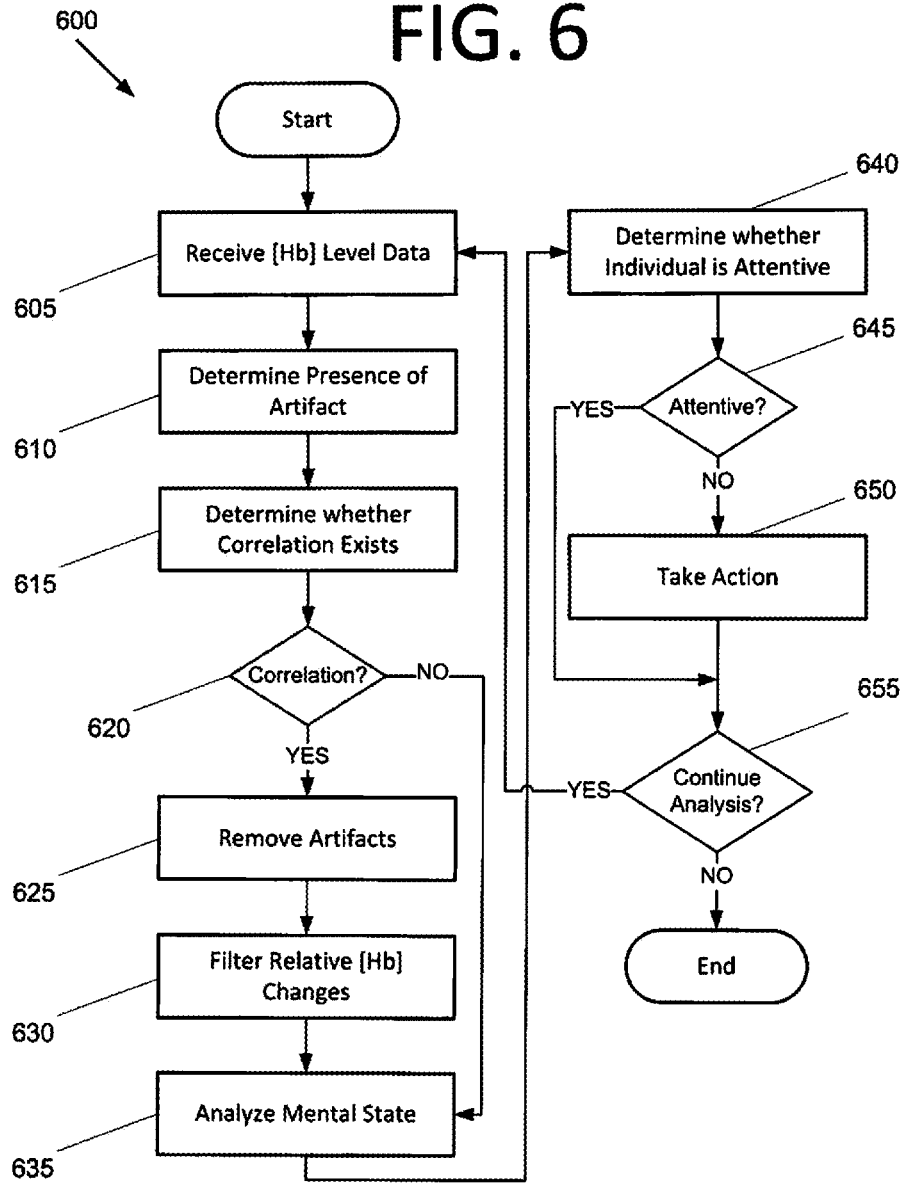 FIG. 6
600
Start
Receive [Hb] Level Data
605
Determine Presence of
Artifact
610
Determine whether
Correlation Exists
615
Correlation?
NO
620
YES
Remove Artifacts
625
Filter Relative [Hb]
Changes
630
Analyze Mental State
635
640
Determine whether
Individual is Attentive
645
Attentive?
YES
NO
650
Take Action
655
Continue
Analysis?
YES
NO
End